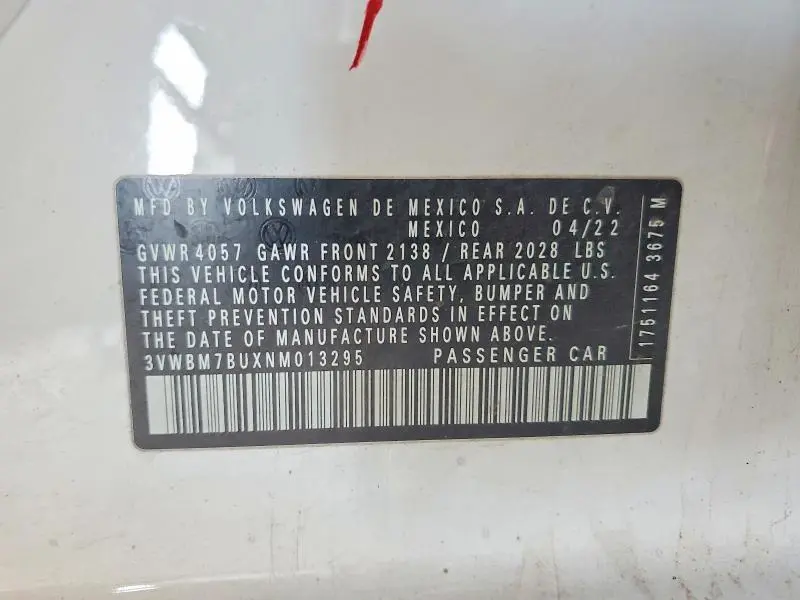 MFD BY VOLKSWAGEN DE MEXICO S.A. DE C.V.
MEXICO 04/22
GVWR 4057 GAWR FRONT 2138 / REAR 2028 LBS
THIS VEHICLE CONFORMS TO ALL APPLICABLE U.S.
FEDERAL MOTOR VEHICLE SAFETY, BUMPER AND
THEFT PREVENTION STANDARDS IN EFFECT ON
THE DATE OF MANUFACTURE SHOWN ABOVE.
3VWBM7BUXNM013295 PASSENGER CAR
1751164 3675 M